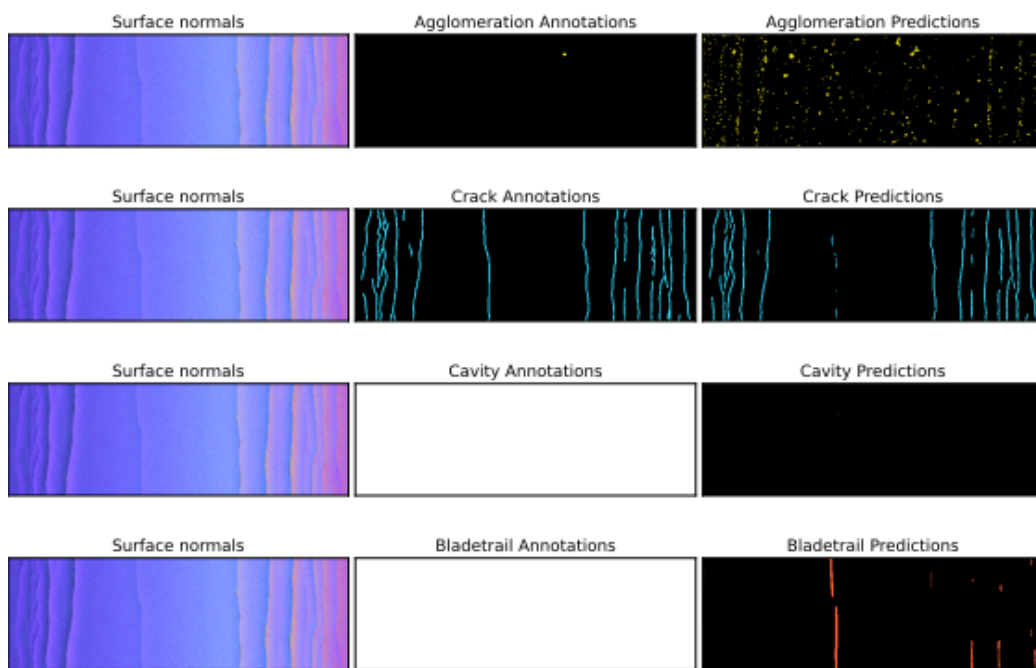 Surface normals Agglomeration Annotations Agglomeration Predictions
Surface normals Crack Annotations Crack Predictions
Surface normals Cavity Annotations Cavity Predictions
Surface normals Bladetrail Annotations Bladetrail Predictions